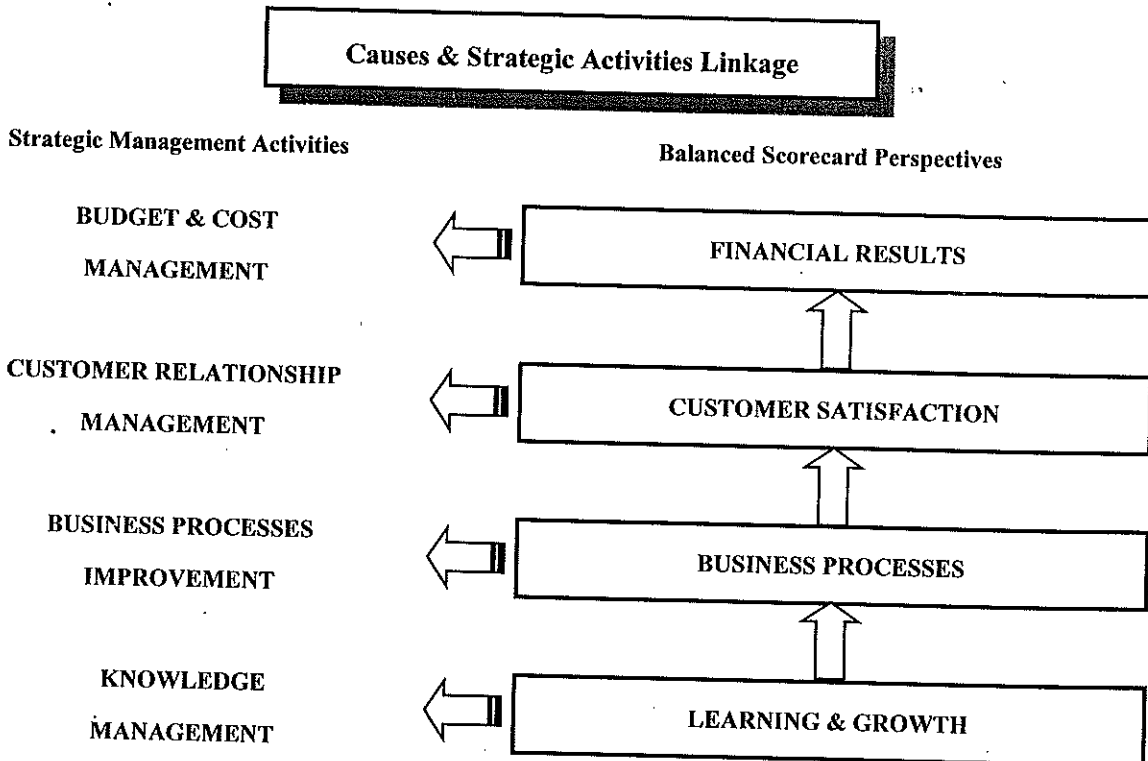 Causes & Strategic Activities Linkage
Strategic Management Activities
Balanced Scorecard Perspectives
BUDGET & COST
MANAGEMENT
FINANCIAL RESULTS
CUSTOMER RELATIONSHIP
MANAGEMENT
CUSTOMER SATISFACTION
BUSINESS PROCESSES
IMPROVEMENT
BUSINESS PROCESSES
KNOWLEDGE
MANAGEMENT
LEARNING & GROWTH